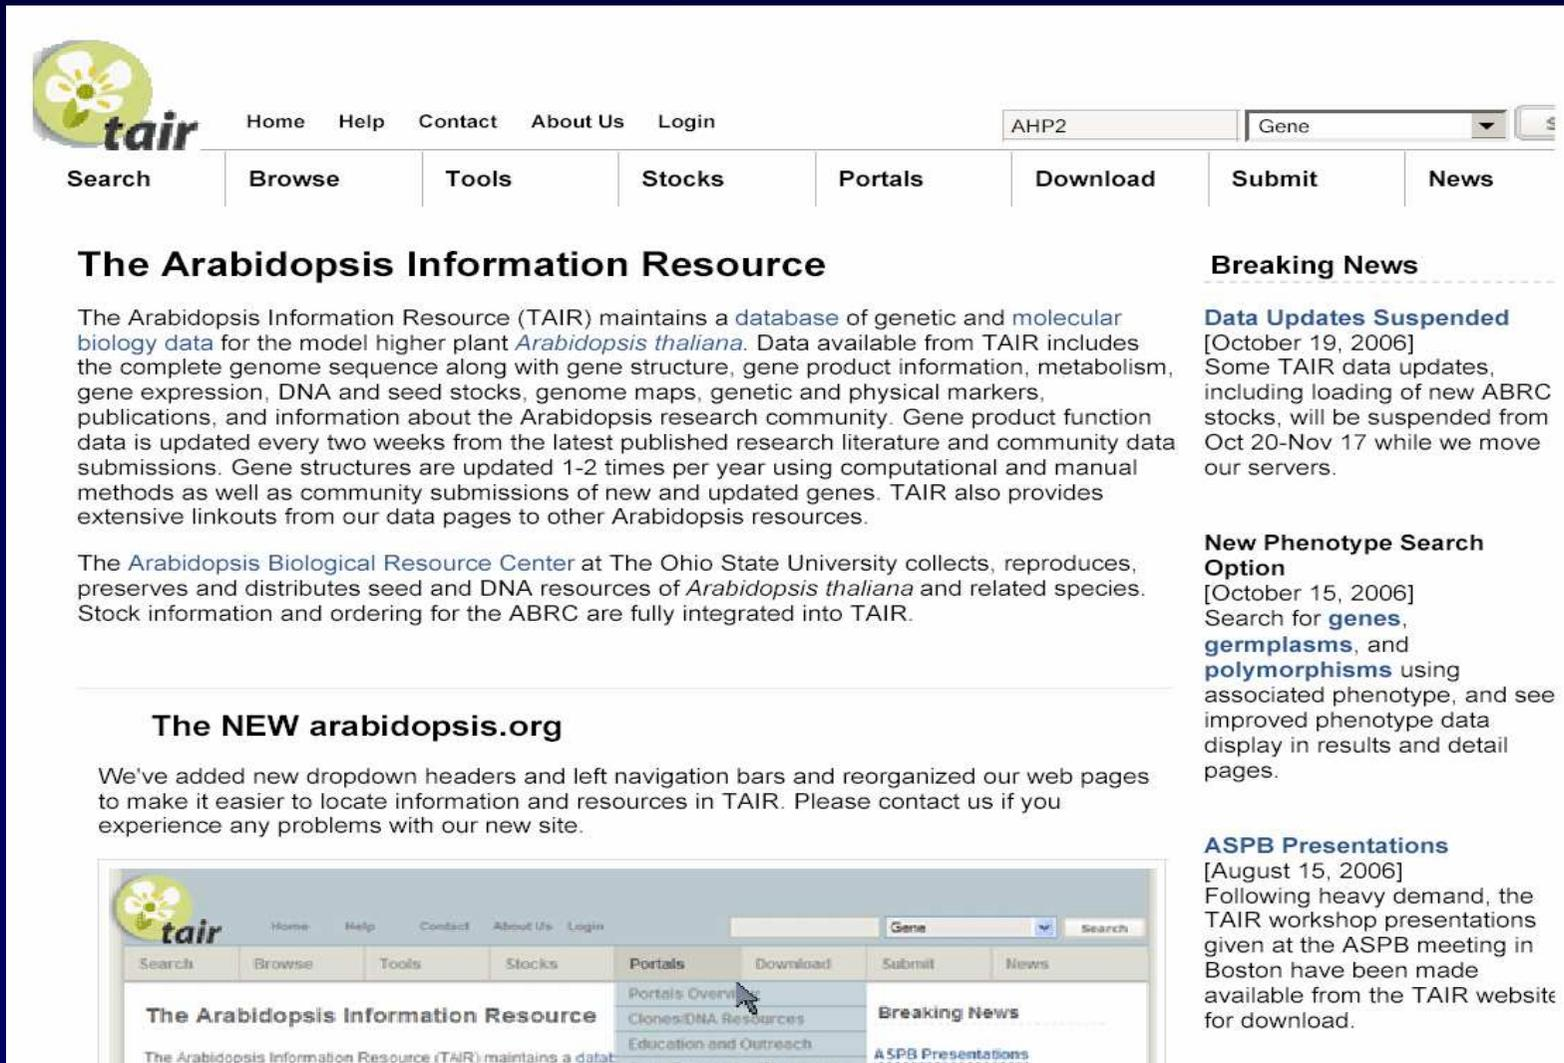 tair
Home Help Contact About Us Login
AHP2 Gene
Search Browse Tools Stocks Portals Download Submit News
The Arabidopsis Information Resource
The Arabidopsis Information Resource (TAIR) maintains a database of genetic and molecular
biology data for the model higher plant Arabidopsis thaliana. Data available from TAIR includes
the complete genome sequence along with gene structure, gene product information, metabolism,
gene expression, DNA and seed stocks, genome maps, genetic and physical markers,
publications, and information about the Arabidopsis research community. Gene product function
data is updated every two weeks from the latest published research literature and community data
submissions. Gene structures are updated 1-2 times per year using computational and manual
methods as well as community submissions of new and updated genes. TAIR also provides
extensive linkouts from our data pages to other Arabidopsis resources.
The Arabidopsis Biological Resource Center at The Ohio State University collects, reproduces,
preserves and distributes seed and DNA resources of Arabidopsis thaliana and related species.
Stock information and ordering for the ABRC are fully integrated into TAIR.
The NEW arabidopsis.org
We've added new dropdown headers and left navigation bars and reorganized our web pages
to make it easier to locate information and resources in TAIR. Please contact us if you
experience any problems with our new site.
tair
Home Help Contact About Us Login
Gene Search
Search Browse Tools Stocks Portals Download Submit News
Portals Overview
Clones/DNA Resources
Education and Outreach
The Arabidopsis Information Resource
The Arabidopsis Information Resource (TAIR) maintains a datab
Breaking News
ASPB Presentations
Breaking News
Data Updates Suspended
[October 19, 2006]
Some TAIR data updates,
including loading of new ABRC
stocks, will be suspended from
Oct 20-Nov 17 while we move
our servers.
New Phenotype Search
Option
[October 15, 2006]
Search for genes,
germplasms, and
polymorphisms using
associated phenotype, and see
improved phenotype data
display in results and detail
pages.
ASPB Presentations
[August 15, 2006]
Following heavy demand, the
TAIR workshop presentations
given at the ASPB meeting in
Boston have been made
available from the TAIR website
for download.